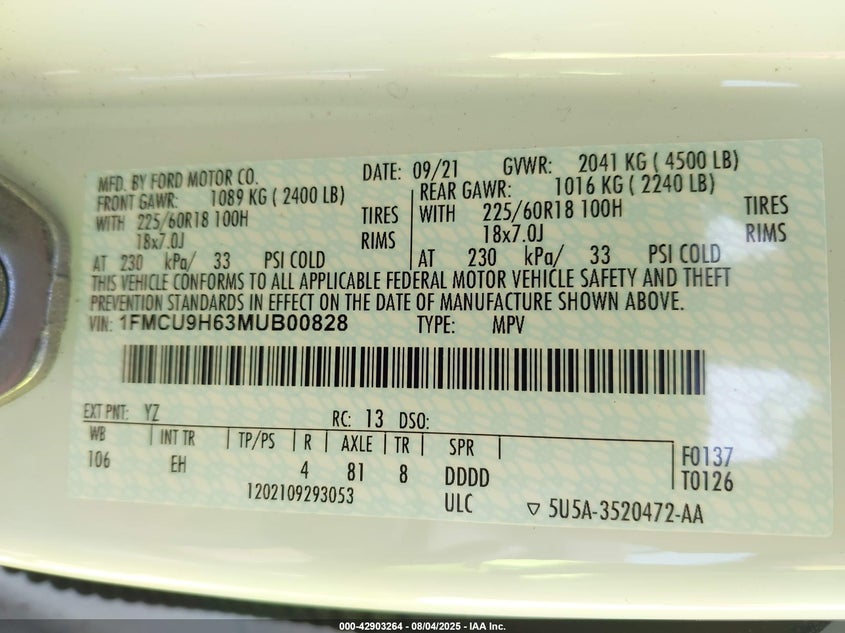 MFD. BY FORD MOTOR CO. DATE: 09/21 GVWR: 2041 KG ( 4500 LB)
FRONT GAWR: 1089 KG ( 2400 LB) REAR GAWR: 1016 KG ( 2240 LB)
WITH 225/60R18 100H TIRES WITH 225/60R18 100H TIRES
18x7.0J RIMS 18x7.0J RIMS
AT 230 kPa/ 33 PSI COLD AT 230 kPa/ 33 PSI COLD
THIS VEHICLE CONFORMS TO ALL APPLICABLE FEDERAL MOTOR VEHICLE SAFETY AND THEFT
PREVENTION STANDARDS IN EFFECT ON THE DATE OF MANUFACTURE SHOWN ABOVE.
VIN: 1FMCU9H63MUB00828 TYPE: MPV
EXT PNT: YZ RC: 13 DSO:
WB INT TR TP/PS R AXLE TR SPR F0137
106 EH 4 81 8 DDDD T0126
1202109293053 ULC ▽ 5U5A-3520472-AA
000-42903264 - 08/04/2025 - IAA Inc.